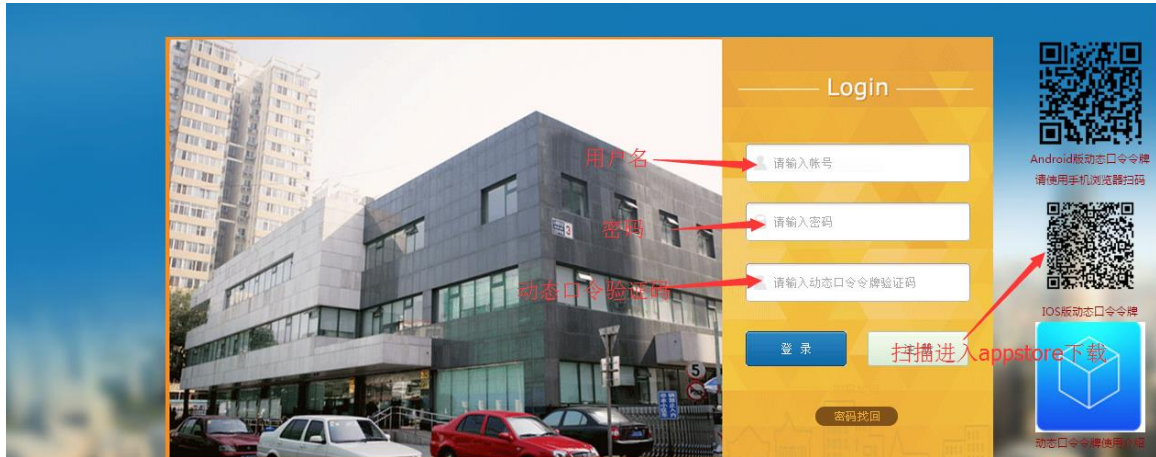 Login
用户名
请输入帐号
密码
请输入密码
动态口令验证码
请输入动态口令令牌验证码
登 录
扫描进入appstore下载
密码找回
Android版动态口令令牌
请使用手机浏览器扫码
IOS版动态口令令牌
动态口令令牌使用介绍
3
5